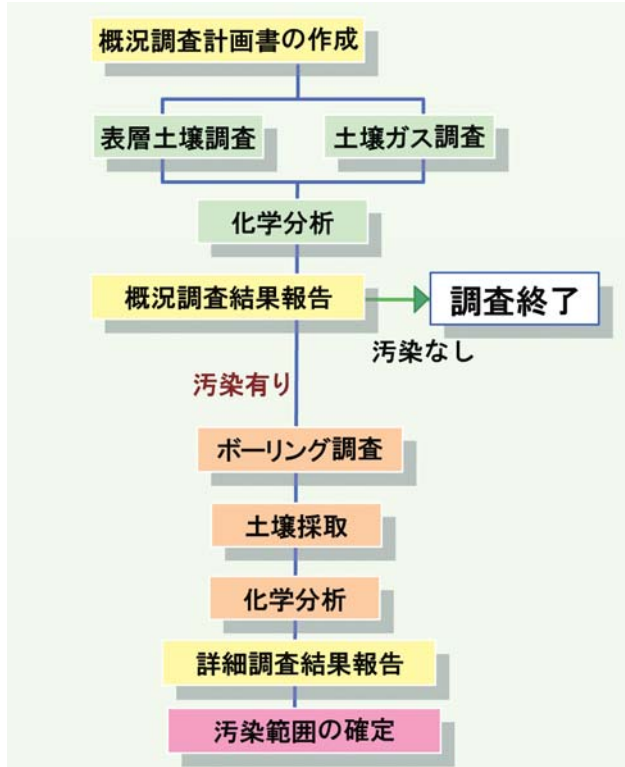 概況調査計画書の作成
表層土壌調査
土壌ガス調査
化学分析
概況調査結果報告
調査終了
汚染なし
汚染有り
ボーリング調査
土壌採取
化学分析
詳細調査結果報告
汚染範囲の確定